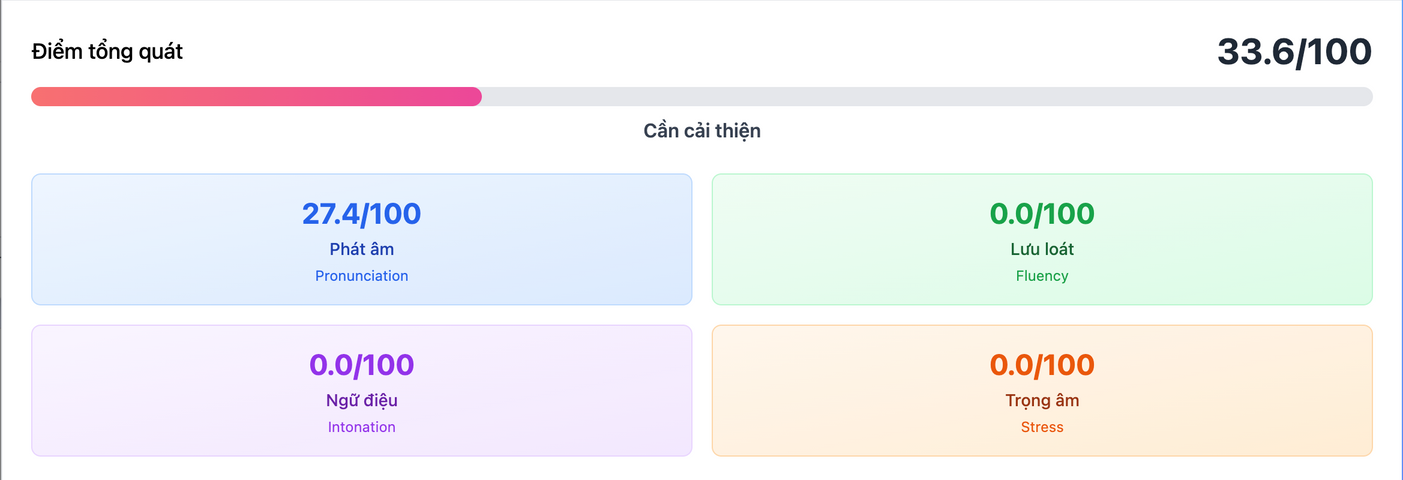 Điểm tổng quát
33.6/100
Cần cải thiện
27.4/100
Phát âm
Pronunciation
0.0/100
Lưu loát
Fluency
0.0/100
Ngữ điệu
Intonation
0.0/100
Trọng âm
Stress